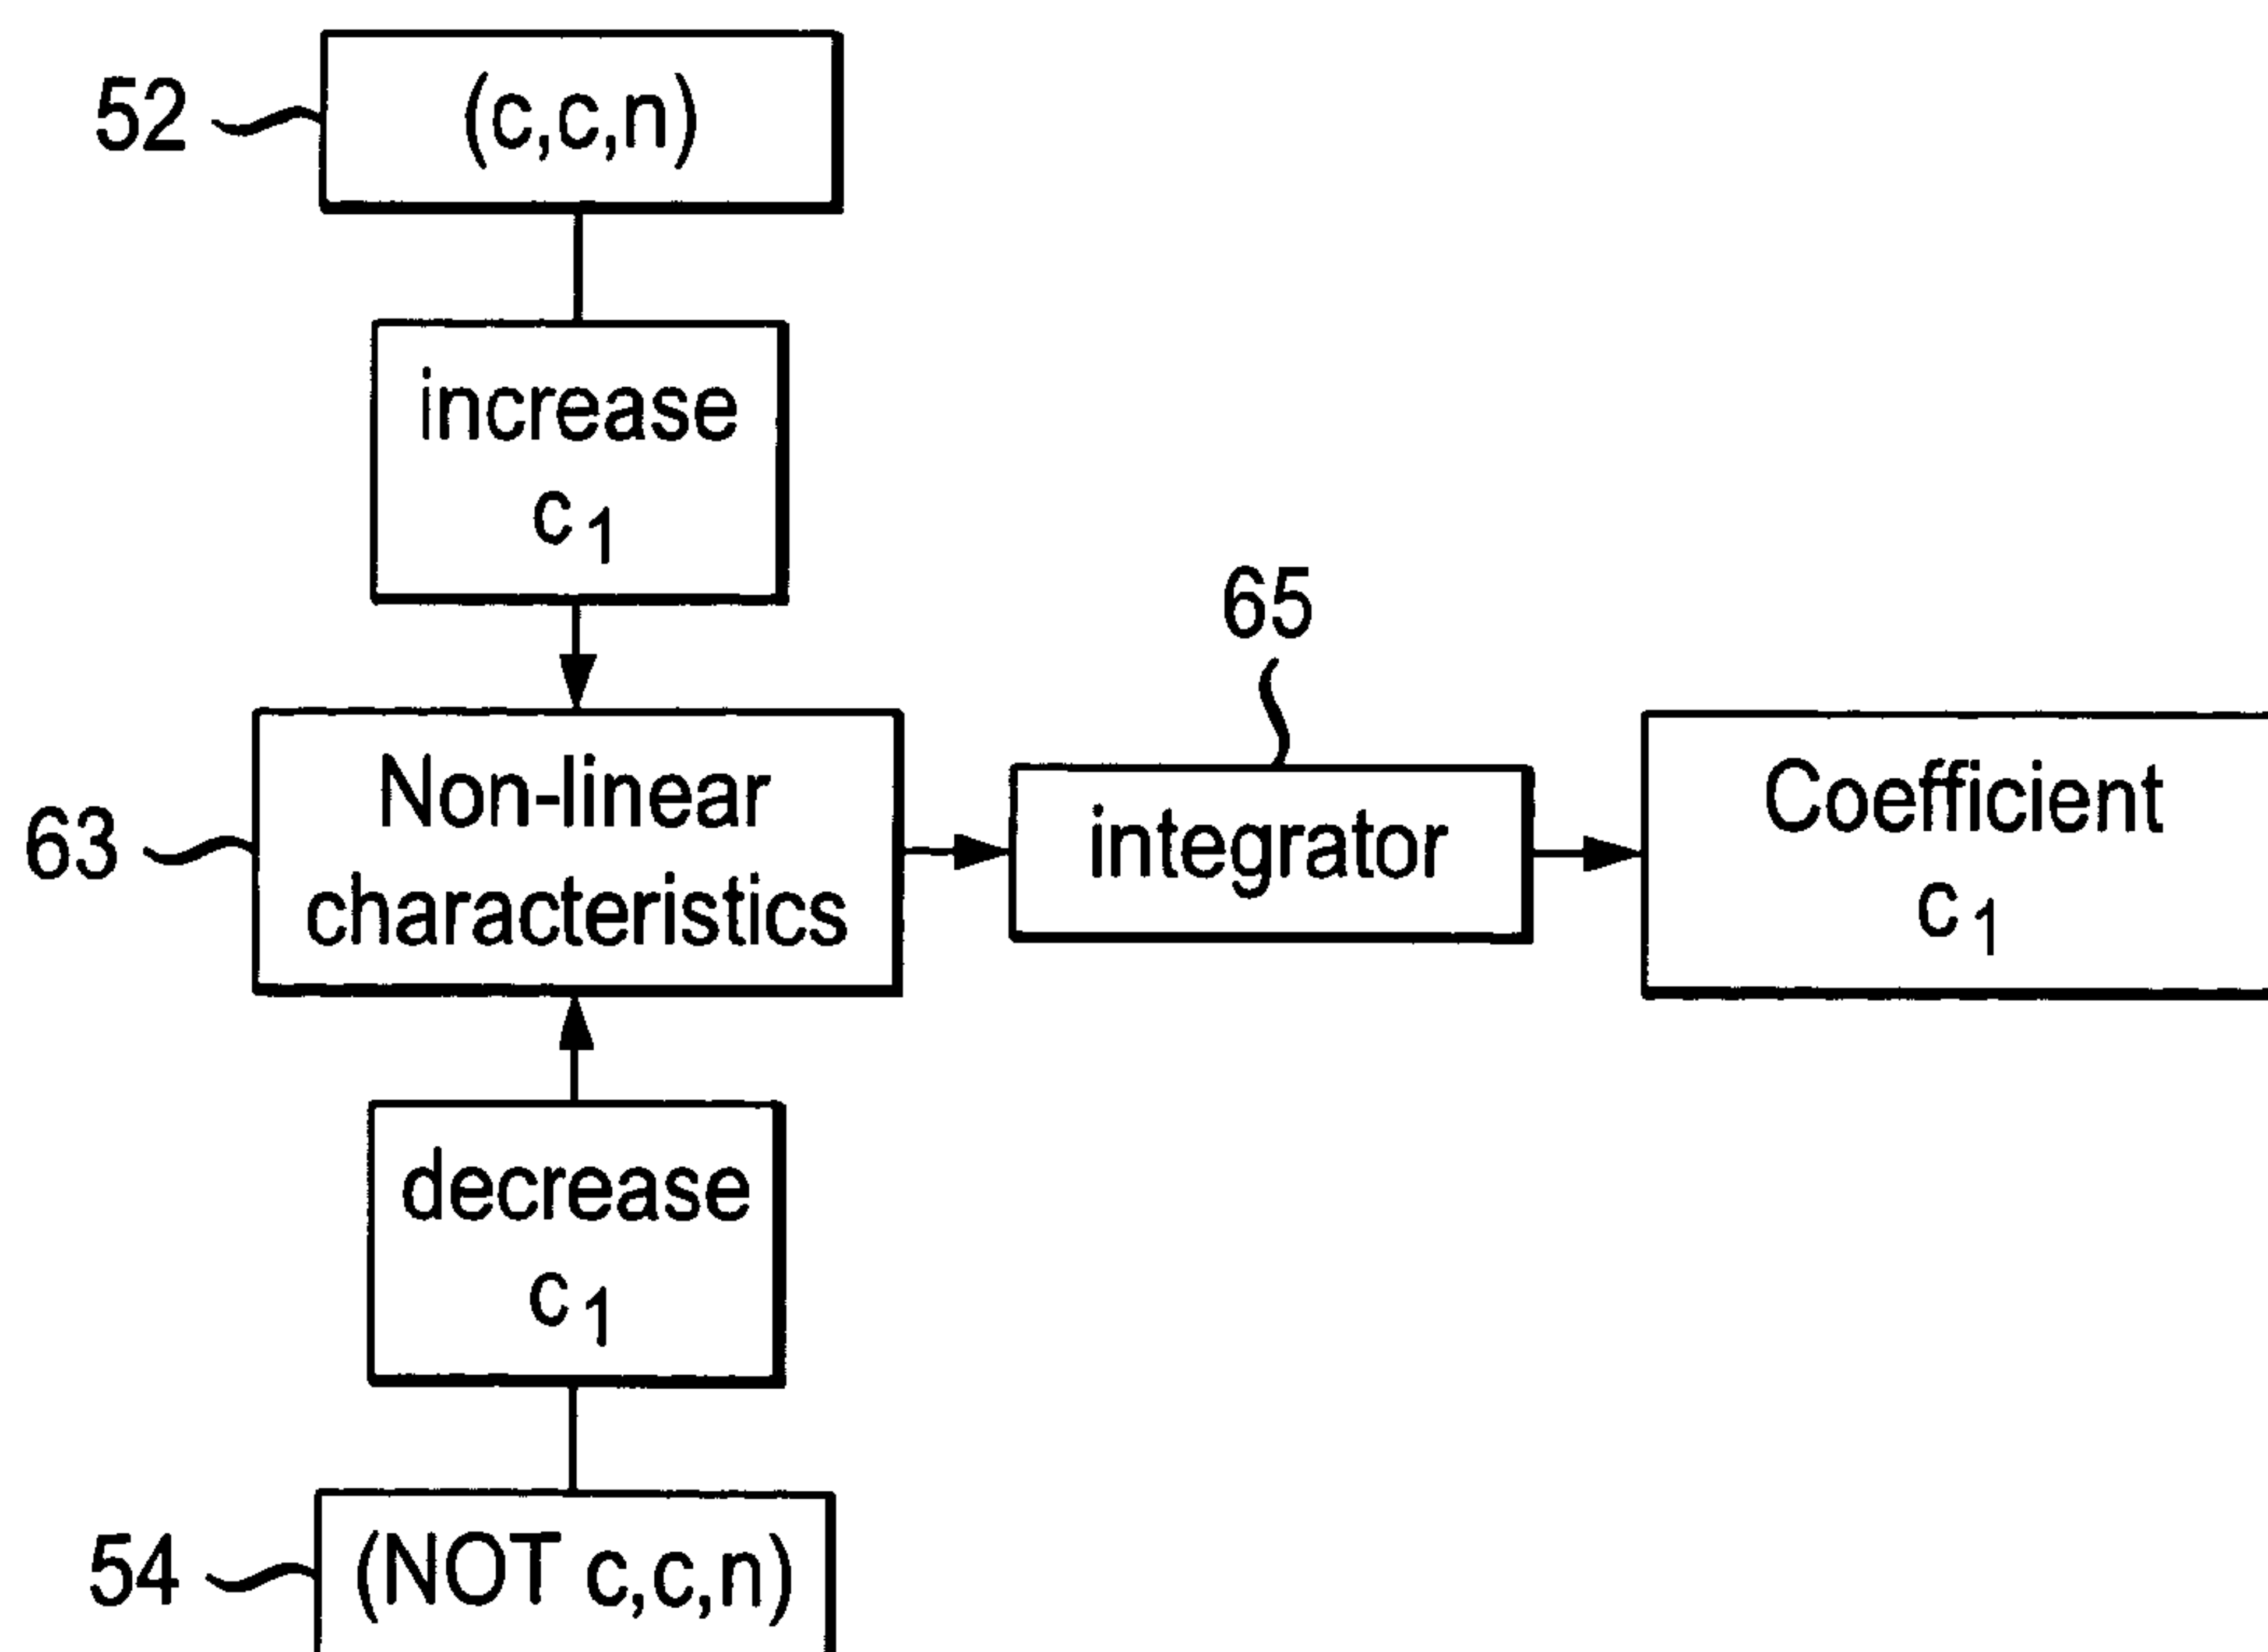 52
(c,c,n)
increase
c1
65
63
Non-linear
characteristics
integrator
Coefficient
c1
decrease
c1
54
(NOT c,c,n)